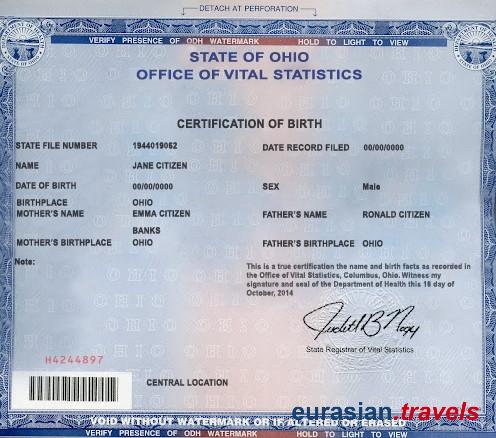 DETACH AT PERFORATION
VERIFY PRESENCE OF ODH WATERMARK HOLD TO LIGHT TO VIEW
STATE OF OHIO
OFFICE OF VITAL STATISTICS
CERTIFICATION OF BIRTH
STATE FILE NUMBER 1944019062 DATE RECORD FILED 00/00/0000
NAME JANE CITIZEN
DATE OF BIRTH 00/00/0000 SEX Male
BIRTHPLACE OHIO
MOTHER'S NAME EMMA CITIZEN FATHER'S NAME RONALD CITIZEN
BANKS
MOTHER'S BIRTHPLACE OHIO FATHER'S BIRTHPLACE OHIO
Note:
This is a true certification the name and birth facts as recorded in
the Office of Vital Statistics, Columbus, Ohio. Witness my
signature and seal of the Department of Health this 16 day of
October, 2014
State Registrar of Vital Statistics
H4244897
CENTRAL LOCATION
eurasian.travels
VOID WITHOUT WATERMARK OR IF ALTERED OR ERASED
VERIFY PRESENCE OF ODH WATERMARK HOLD TO LIGHT TO VIEW